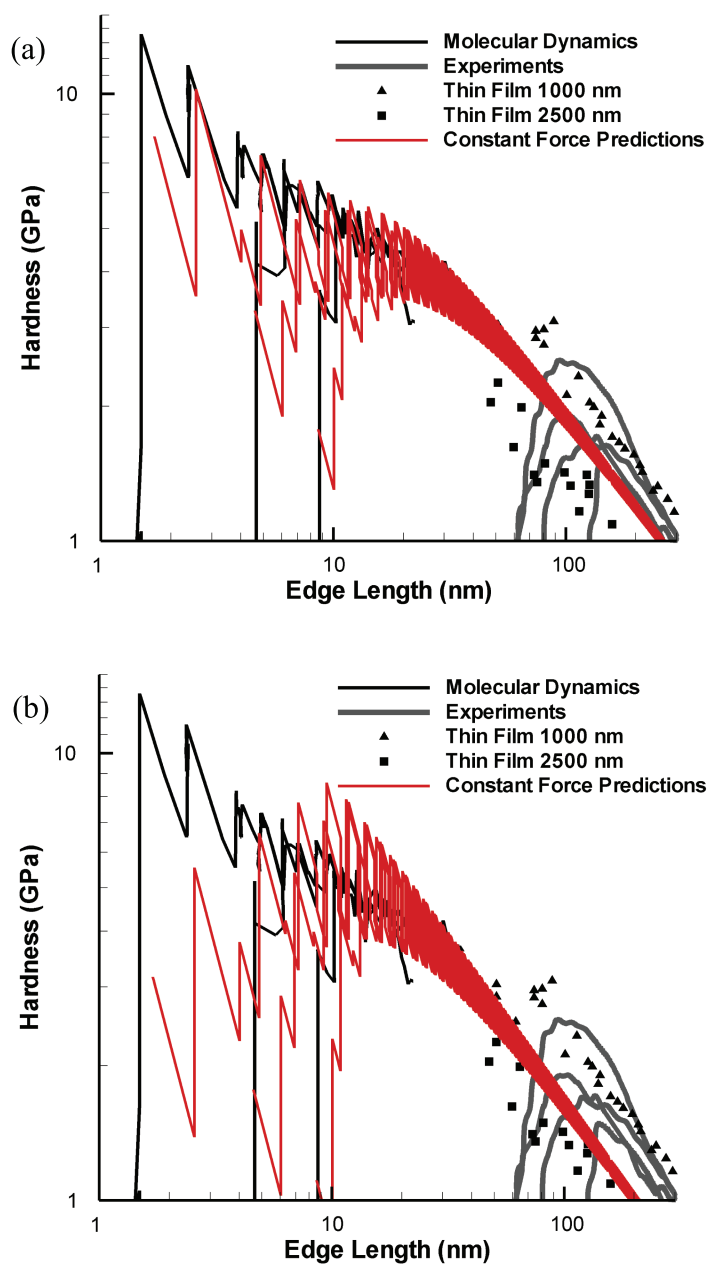 (a)
Molecular Dynamics
Experiments
Thin Film 1000 nm
Thin Film 2500 nm
Constant Force Predictions
10
Hardness (GPa)
1
1
10
100
Edge Length (nm)
(b)
Molecular Dynamics
Experiments
Thin Film 1000 nm
Thin Film 2500 nm
Constant Force Predictions
10
Hardness (GPa)
1
1
10
100
Edge Length (nm)